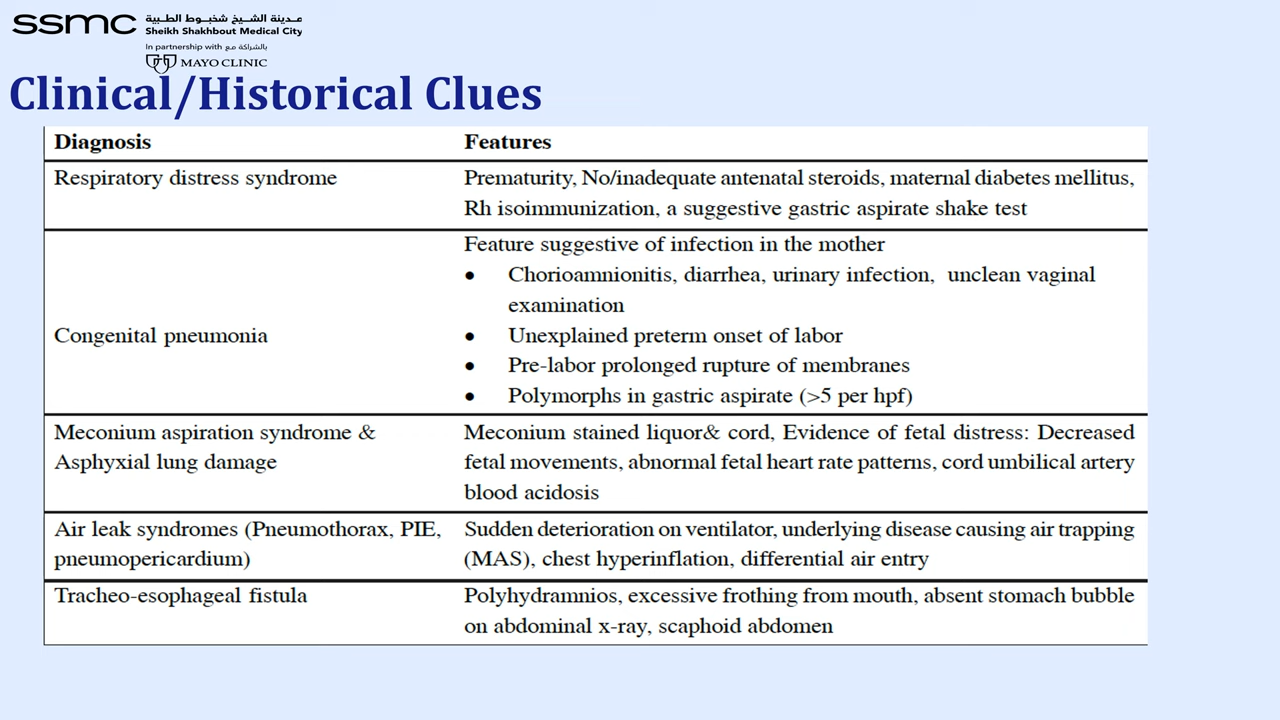 ssmc
مدينة الشيخ شخبوط الطبية
Sheikh Shakhbout Medical City
In partnership with بالشراكة مع
MAYO CLINIC
Clinical/Historical Clues
Diagnosis Features
Respiratory distress syndrome Prematurity, No/inadequate antenatal steroids, maternal diabetes mellitus,
Rh isoimmunization, a suggestive gastric aspirate shake test
Feature suggestive of infection in the mother
● Chorioamnionitis, diarrhea, urinary infection, unclean vaginal
examination
Congenital pneumonia ● Unexplained preterm onset of labor
● Pre-labor prolonged rupture of membranes
● Polymorphs in gastric aspirate (>5 per hpf)
Meconium aspiration syndrome & Meconium stained liquor& cord, Evidence of fetal distress: Decreased
Asphyxial lung damage fetal movements, abnormal fetal heart rate patterns, cord umbilical artery
blood acidosis
Air leak syndromes (Pneumothorax, PIE, Sudden deterioration on ventilator, underlying disease causing air trapping
pneumopericardium) (MAS), chest hyperinflation, differential air entry
Tracheo-esophageal fistula Polyhydramnios, excessive frothing from mouth, absent stomach bubble
on abdominal x-ray, scaphoid abdomen